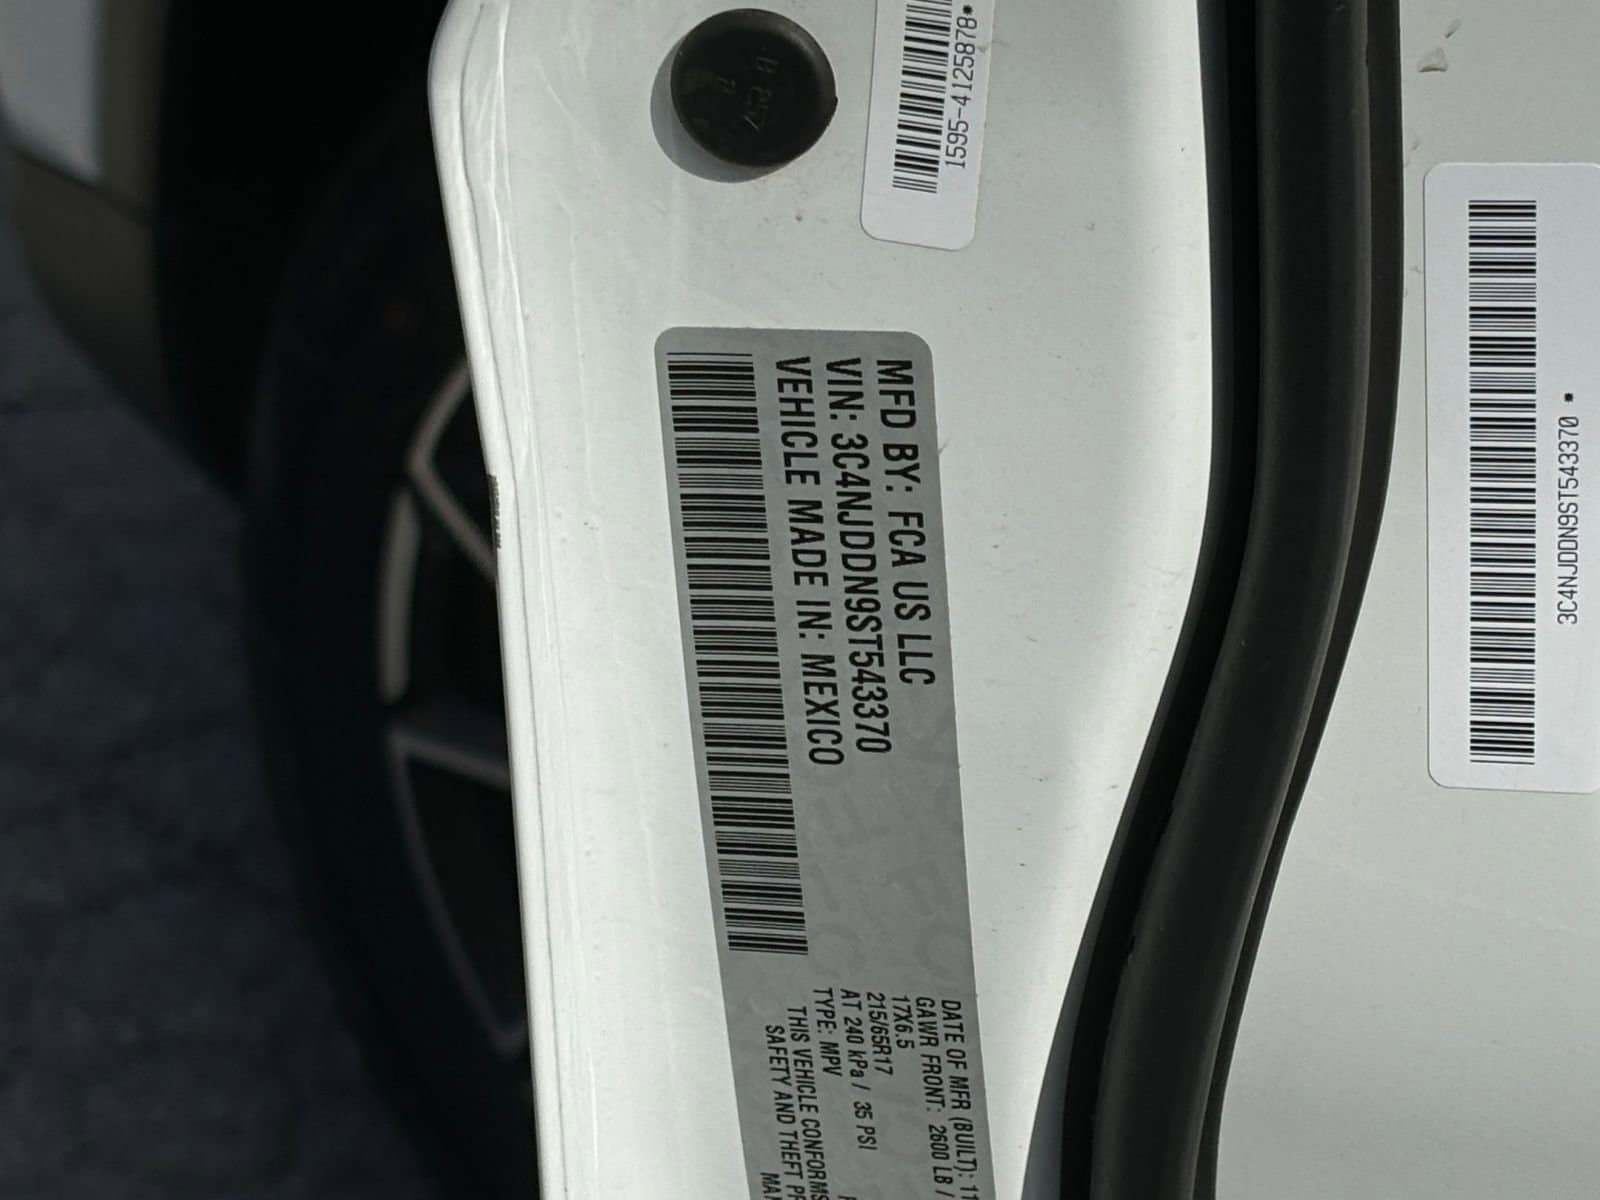 1595-4125878*
MFD BY: FCA US LLC
VIN: 3C4NJDDN9ST543370
VEHICLE MADE IN: MEXICO
DATE OF MFR (BUILT): 11
GAWR FRONT: 2600 LB /
17X6.5
215/65R17
AT 240 kPa / 35 PSI
TYPE: MPV
THIS VEHICLE CONFORMS
SAFETY AND THEFT
3C4NJDDN9ST543370 *